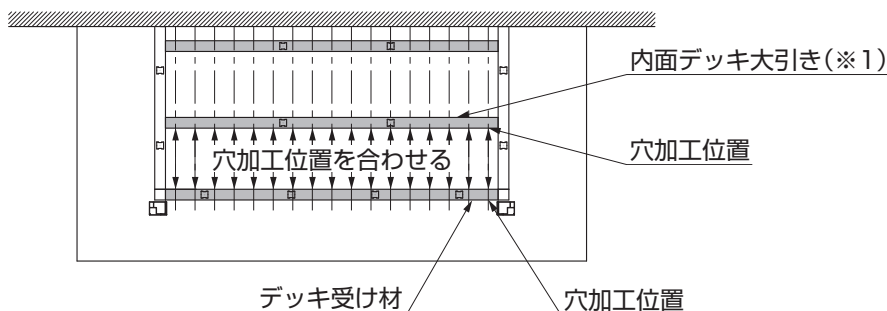 内面デッキ大引き(※1)
穴加工位置
穴加工位置を合わせる
デッキ受け材
穴加工位置